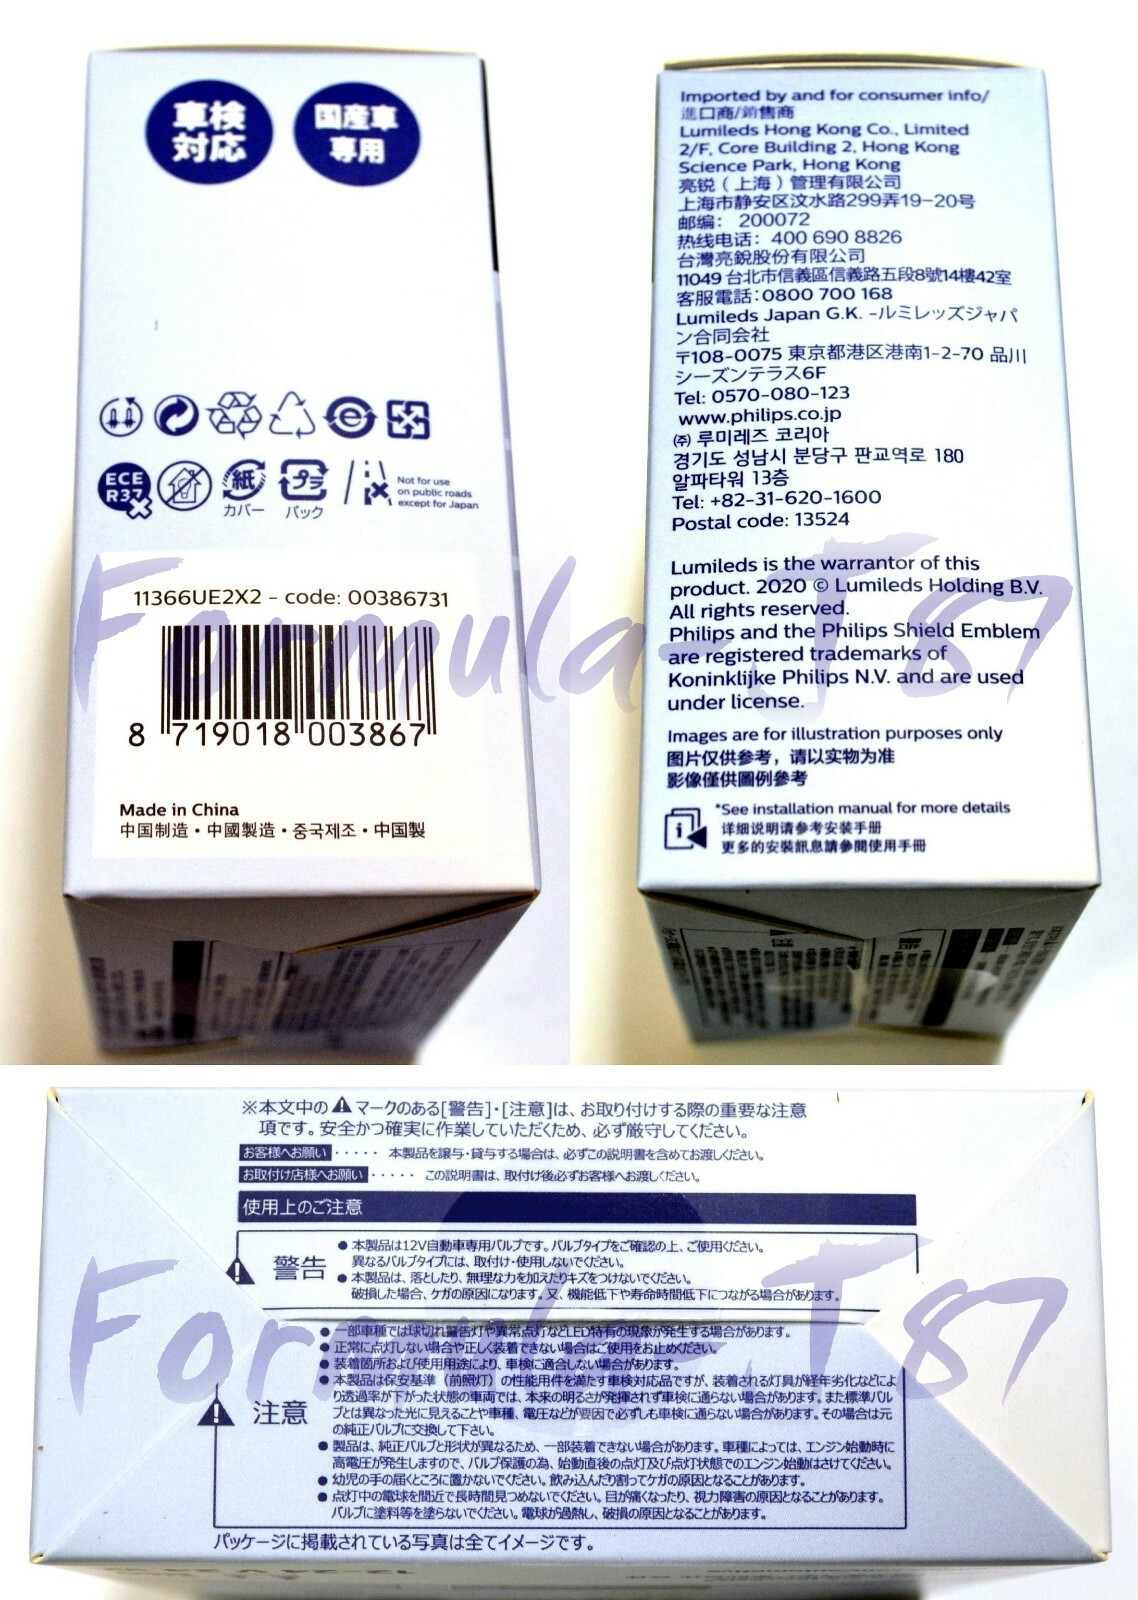 車検
対応
国産車
専用
ECE
R37
紙
カバー
プラ
パック
Not for use
on public roads
except for Japan
11366UE2X2 - code: 00386731
8 719018 003867
Made in China
中国制造・中國製造・중국제조・中国製
Imported by and for consumer info/
進口商/銷售商
Lumileds Hong Kong Co., Limited
2/F, Core Building 2, Hong Kong
Science Park, Hong Kong
亮锐（上海）管理有限公司
上海市静安区汶水路299弄19-20号
邮编： 200072
热线电话： 400 690 8826
台灣亮銳股份有限公司
11049 台北市信義區信義路五段8號14樓42室
客服電話：0800 700 168
Lumileds Japan G.K. -ルミレッズジャパ
ン合同会社
〒108-0075 東京都港区港南1-2-70 品川
シーズンテラス6F
Tel: 0570-080-123
www.philips.co.jp
㈜ 루미레즈 코리아
경기도 성남시 분당구 판교역로 180
알파타워 13층
Tel: +82-31-620-1600
Postal code: 13524
Lumileds is the warrantor of this
product. 2020 © Lumileds Holding B.V.
All rights reserved.
Philips and the Philips Shield Emblem
are registered trademarks of
Koninklijke Philips N.V. and are used
under license.
Images are for illustration purposes only
图片仅供参考，请以实物为准
影像僅供圖例參考
*See installation manual for more details
详细说明请参考安装手册
更多的安裝訊息請參閱使用手冊
Formula-J87
※本文中の⚠マークのある[警告]・[注意]は、お取り付けする際の重要な注意
項です。安全かつ確実に作業していただくため、必ず厳守してください。
お客様へお願い ‥‥‥ 本製品を譲与・貸与する場合は、必ずこの説明書を含めてお渡しください。
お取付け店様へお願い ‥‥‥ この説明書は、取付け後必ずお客様へお渡しください。
使用上のご注意
警告
●本製品は12V自動車専用バルブです。バルブタイプをご確認の上、ご使用ください。
異なるバルブタイプには、取付け・使用しないでください。
●本製品は、落としたり、無理な力を加えたりキズをつけないでください。
破損した場合、ケガの原因になります。又、機能低下や寿命時間低下につながる場合があります。
注意
●一部車種では球切れ警告灯や異常点灯などLED特有の現象が発生する場合があります。
●正常に点灯しない場合や正しく装着できない場合はご使用をお止めください。
●装着箇所および使用用途により、車検に適合しない場合があります。
●本製品は保安基準（前照灯）の性能用件を満たす車検対応品ですが、装着される灯具が経年劣化などによ
り透過率が下がった状態の車両では、本来の明るさが発揮されず車検に通らない場合があります。また標準バル
ブとは異なった光に見えることや車種、電圧などが要因で必ずしも車検に通らない場合があります。その場合は元
の純正バルブに交換して下さい。
●製品は、純正バルブと形状が異なるため、一部装着できない場合があります。車種によっては、エンジン始動時に
高電圧が発生しますので、バルブ保護の為、始動直後の点灯及び点灯状態でのエンジン始動はさけてください。
●幼児の手の届くところに置かないでください。飲み込んだり割ってケガの原因となることがあります。
●点灯中の電球を間近で長時間見つめないでください。目が痛くなったり、視力障害の原因となることがあります。
バルブに塗料等を塗らないでください。電球が過熱し、破損の原因となることがあります。
パッケージに掲載されている写真は全てイメージです。
Formula-J87